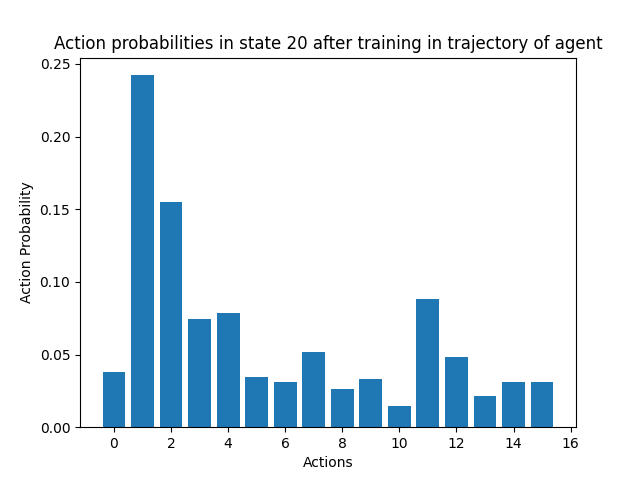 Action probabilities in state 20 after training in trajectory of agent
0.25
0.20
0.15
0.10
0.05
0.00
Action Probability
0 2 4 6 8 10 12 14 16
Actions